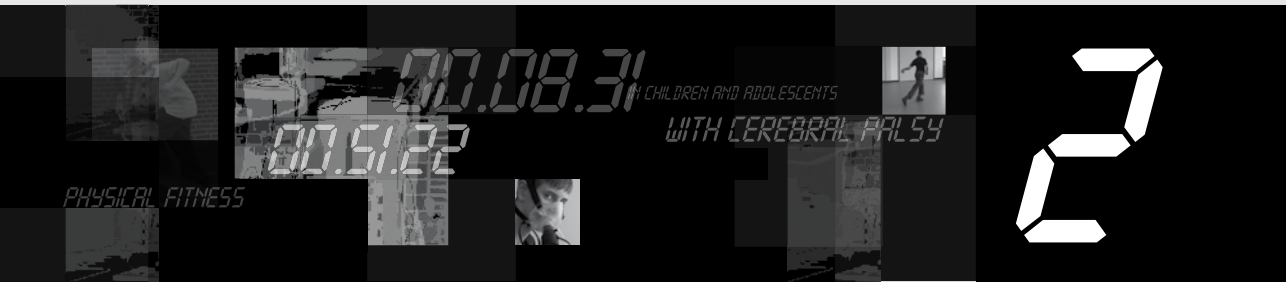 00.08.31
IN CHILDREN AND ADOLESCENTS
WITH CEREBRAL PALSY
00.51.22
PHYSICAL FITNESS
2